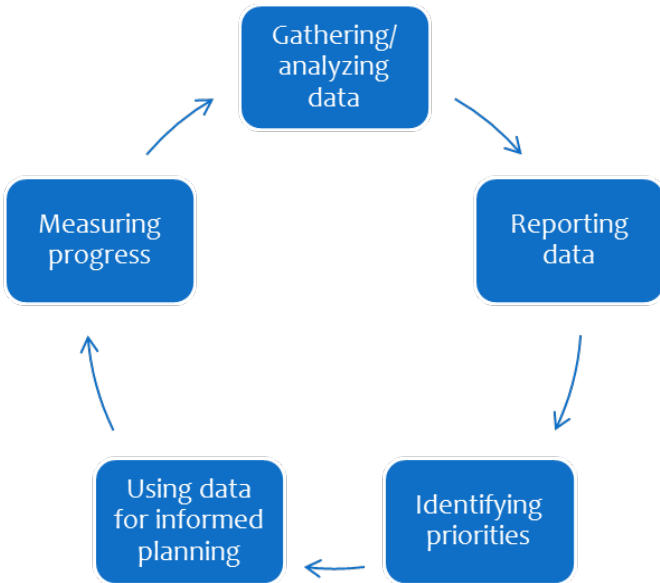 Gathering/
analyzing
data
Reporting
data
Identifying
priorities
Using data
for informed
planning
Measuring
progress